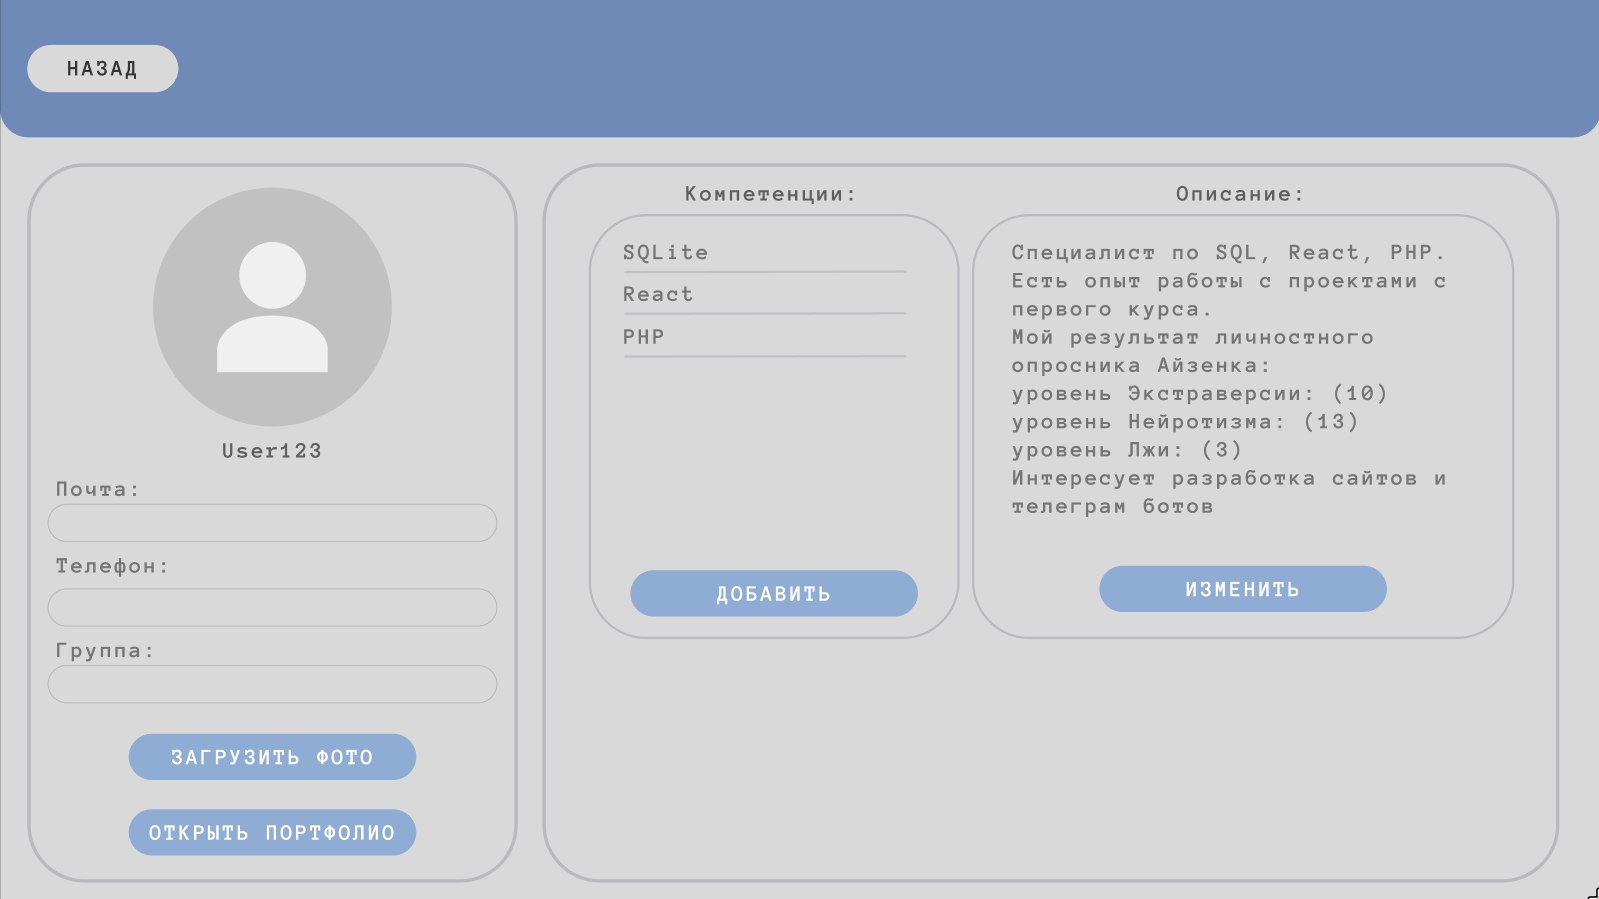 НАЗАД
User123
Почта:
Телефон:
Группа:
ЗАГРУЗИТЬ ФОТО
ОТКРЫТЬ ПОРТФОЛИО
Компетенции:
SQLite
React
PHP
ДОБАВИТЬ
Описание:
Специалист по SQL, React, PHP.
Есть опыт работы с проектами с
первого курса.
Мой результат личностного
опросника Айзенка:
уровень Экстраверсии: (10)
уровень Нейротизма: (13)
уровень Лжи: (3)
Интересует разработка сайтов и
телеграм ботов
ИЗМЕНИТЬ